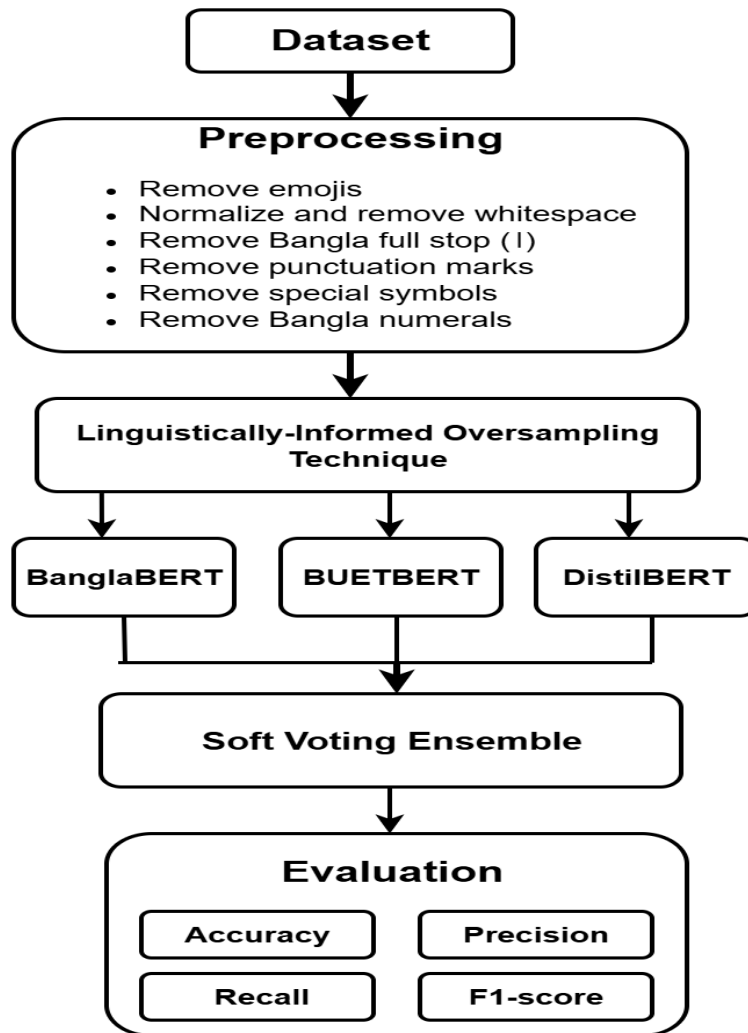 Dataset
Preprocessing
• Remove emojis
• Normalize and remove whitespace
• Remove Bangla full stop (।)
• Remove punctuation marks
• Remove special symbols
• Remove Bangla numerals
Linguistically-Informed Oversampling
Technique
BanglaBERT
BUETBERT
DistilBERT
Soft Voting Ensemble
Evaluation
Accuracy
Precision
Recall
F1-score